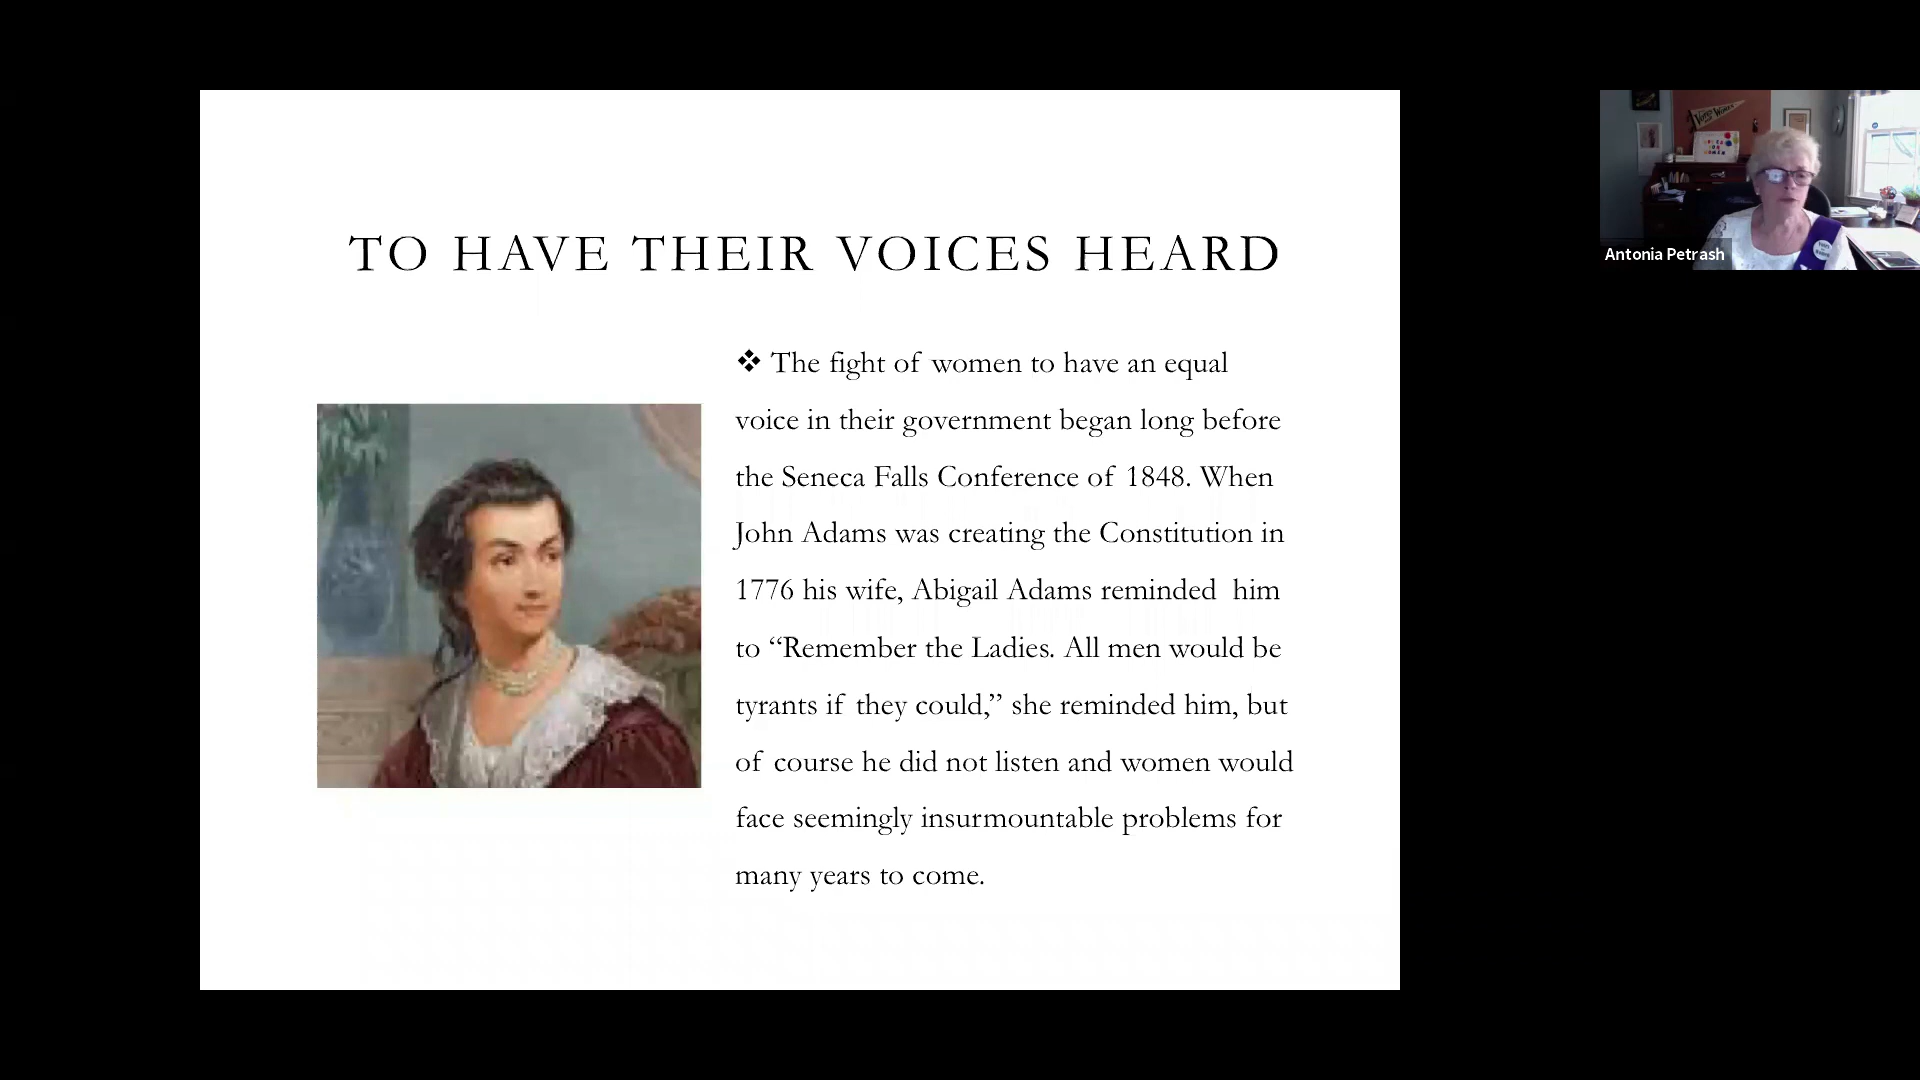 TO HAVE THEIR VOICES HEARD
❖ The fight of women to have an equal
voice in their government began long before
the Seneca Falls Conference of 1848. When
John Adams was creating the Constitution in
1776 his wife, Abigail Adams reminded him
to “Remember the Ladies. All men would be
tyrants if they could,” she reminded him, but
of course he did not listen and women would
face seemingly insurmountable problems for
many years to come.
Antonia Petrash